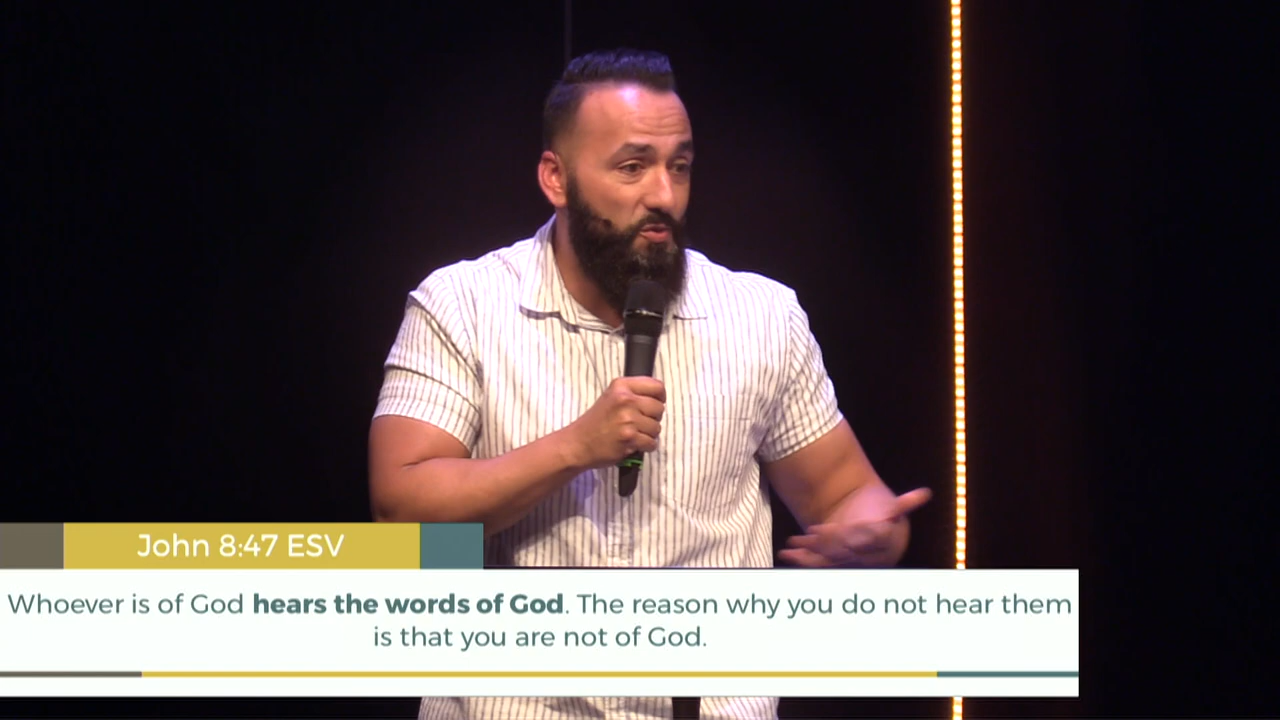 John 8:47 ESV
Whoever is of God hears the words of God. The reason why you do not hear them
is that you are not of God.